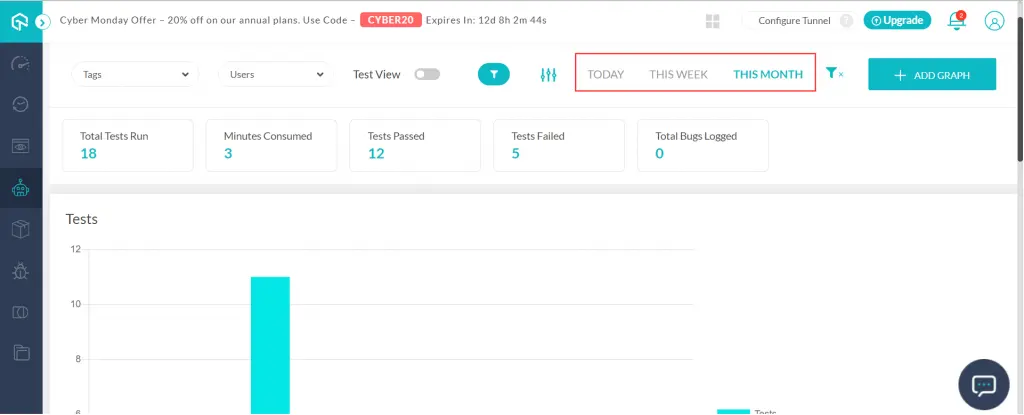 Cyber Monday Offer – 20% off on our annual plans. Use Code – CYBER20 Expires In: 12d 8h 2m 44s
Configure Tunnel ?
Upgrade
2
Tags
Users
Test View
TODAY THIS WEEK THIS MONTH
x
+ ADD GRAPH
Total Tests Run
18
Minutes Consumed
3
Tests Passed
12
Tests Failed
5
Total Bugs Logged
0
Tests
12
10
8
6
Tests